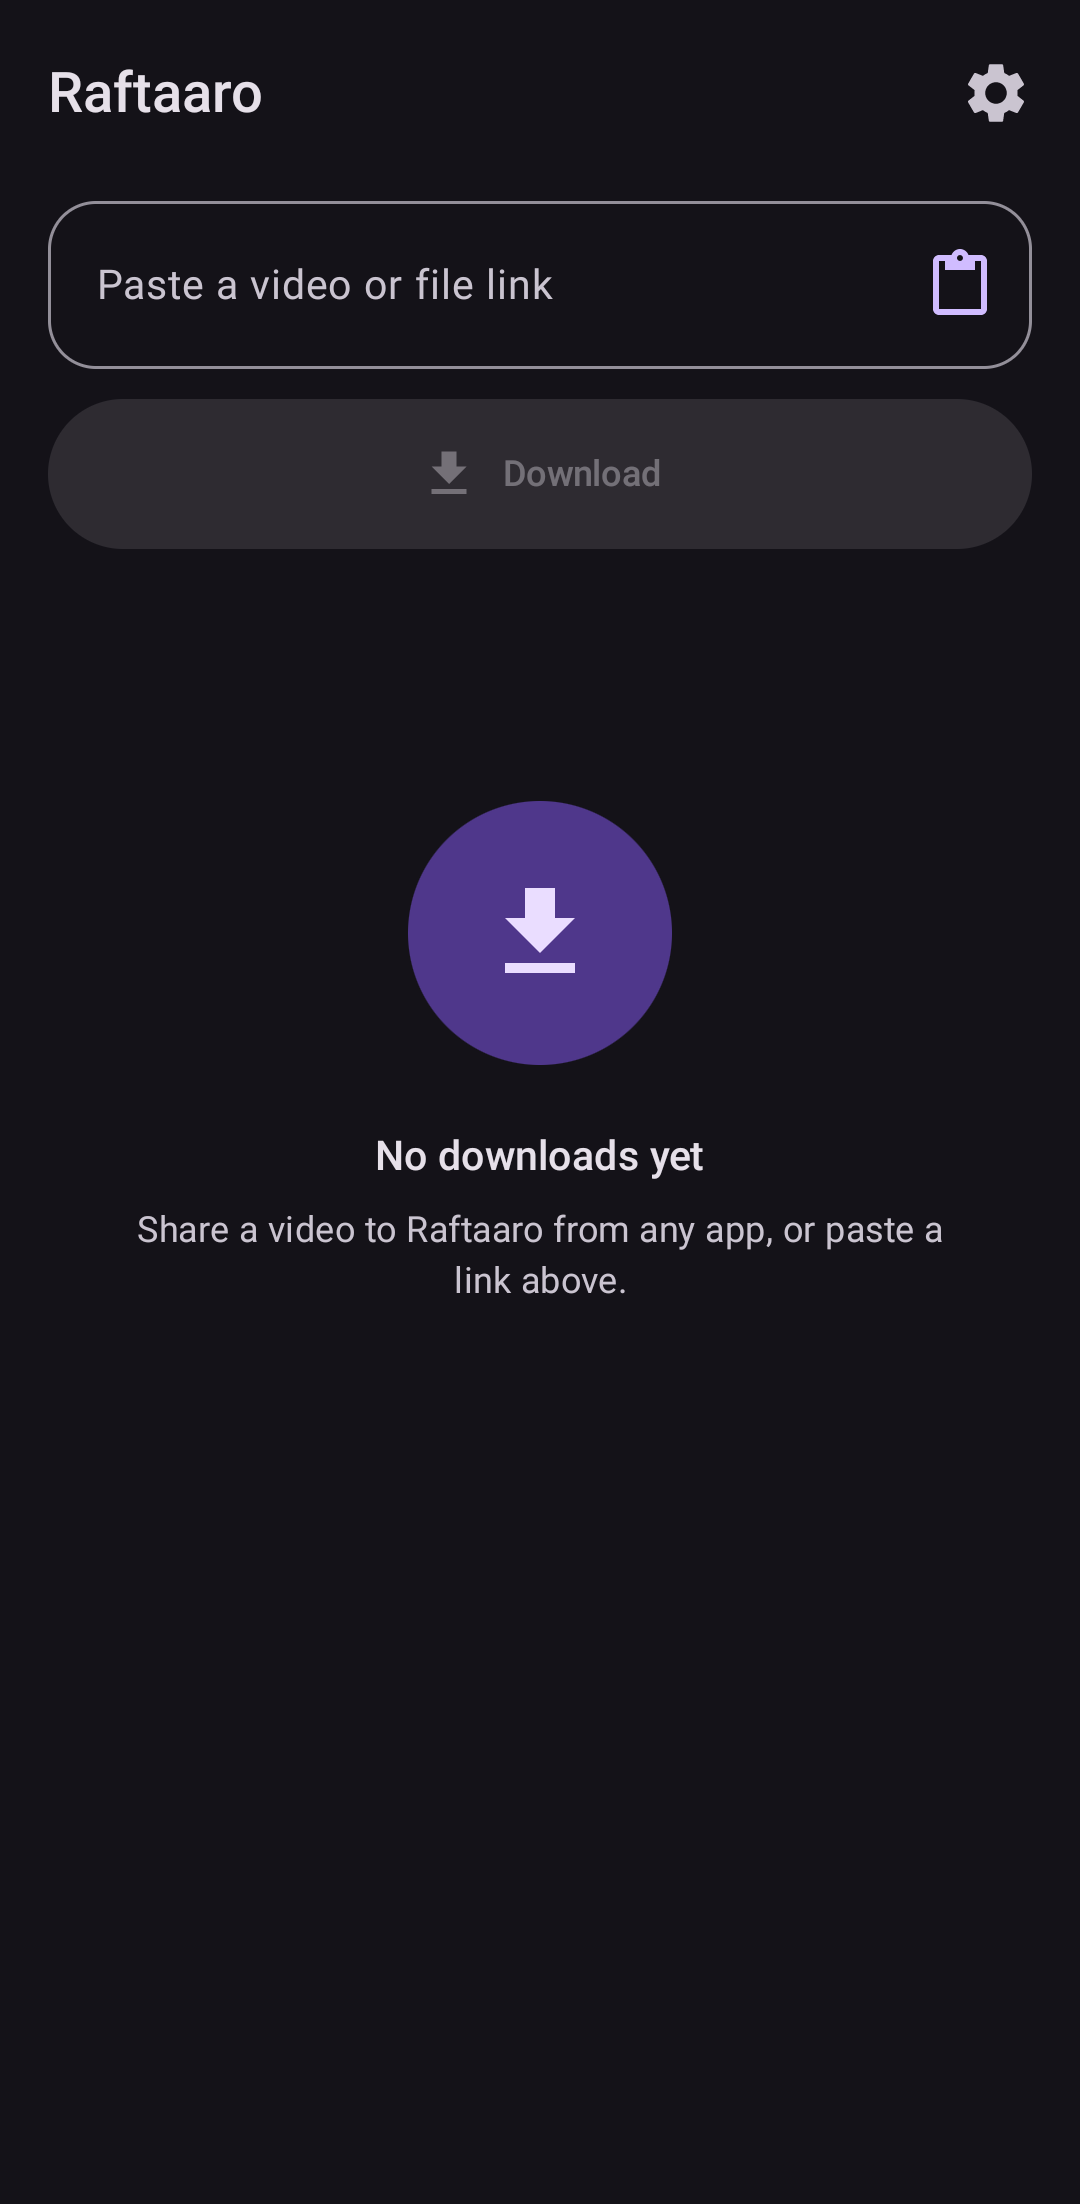 Raftaaro
Paste a video or file link
Download
No downloads yet
Share a video to Raftaaro from any app, or paste a
link above.